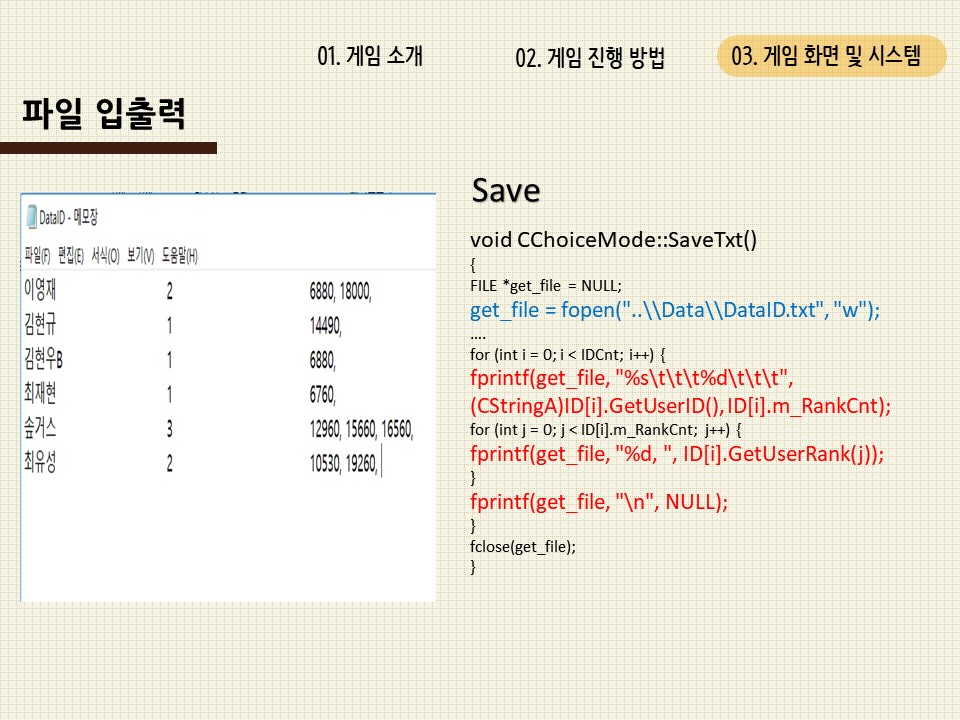 01. 게임 소개
02. 게임 진행 방법
03. 게임 화면 및 시스템
파일 입출력
DataID - 메모장
파일(F) 편집(E) 서식(O) 보기(V) 도움말(H)
이영재 2 6880, 18000,
김현규 1 14490,
김현우B 1 6880,
최재현 1 6760,
숲거스 3 12960, 15660, 16560,
최유성 2 10530, 19260,
Save
void CChoiceMode::SaveTxt()
{
FILE *get_file = NULL;
get_file = fopen("..\\Data\\DataID.txt", "w");
....
for (int i = 0; i < IDCnt; i++) {
fprintf(get_file, "%s\t\t\t%d\t\t\t",
(CStringA)ID[i].GetUserID(), ID[i].m_RankCnt);
for (int j = 0; j < ID[i].m_RankCnt; j++) {
fprintf(get_file, "%d, ", ID[i].GetUserRank(j));
}
fprintf(get_file, "\n", NULL);
}
fclose(get_file);
}